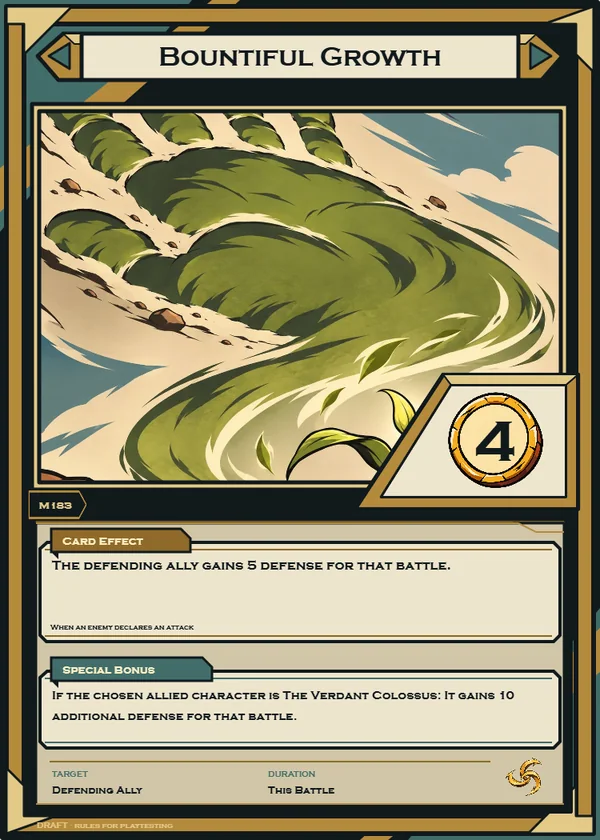 Bountiful Growth
4
M183
Card Effect
The defending ally gains 5 defense for that battle.
When an enemy declares an attack
Special Bonus
If the chosen allied character is The Verdant Colossus: It gains 10
additional defense for that battle.
Target
Duration
Defending Ally
This Battle
DRAFT · Rules for playtesting